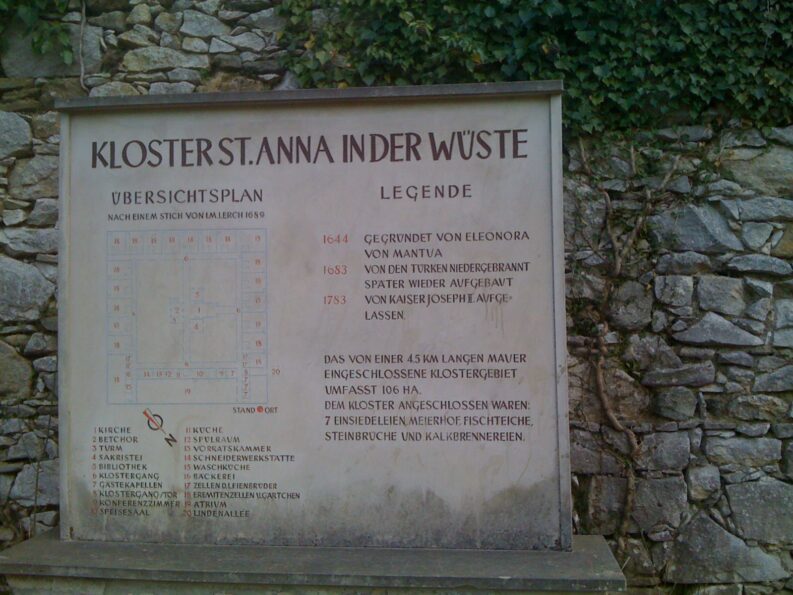 KLOSTER ST. ANNA IN DER WÜSTE
ÜBERSICHTSPLAN
NACH EINEM STICH VON I.M. LERCH 1689
STANDORT
N
1 KIRCHE
2 BETCHOR
3 TURM
4 SAKRISTEI
5 BIBLIOTHEK
6 KLOSTERGANG
7 GÄSTEKAPELLEN
8 KLOSTERGANG/TOR
9 KONFERENZZIMMER
10 SPEISESAAL
11 KÜCHE
12 SPÜLRAUM
13 VORRATSKAMMER
14 SCHNEIDERWERKSTATTE
15 WASCHKÜCHE
16 BÄCKEREI
17 ZELLEN D. LEIENBRÜDER
18 EREMITENZELLEN U. GÄRTCHEN
19 ATRIUM
20 LINDENALLEE
LEGENDE
1644 GEGRÜNDET VON ELEONORA
VON MANTUA
1683 VON DEN TÜRKEN NIEDERGEBRANNT
SPÄTER WIEDER AUFGEBAUT
1783 VON KAISER JOSEPH II. AUFGE-
LASSEN.
DAS VON EINER 4.5 KM LANGEN MAUER
EINGESCHLOSSENE KLOSTERGEBIET
UMFASST 106 HA.
DEM KLOSTER ANGESCHLOSSEN WAREN:
7 EINSIEDELEIEN, MEIERHOF, FISCHTEICHE,
STEINBRÜCHE UND KALKBRENNEREIEN.